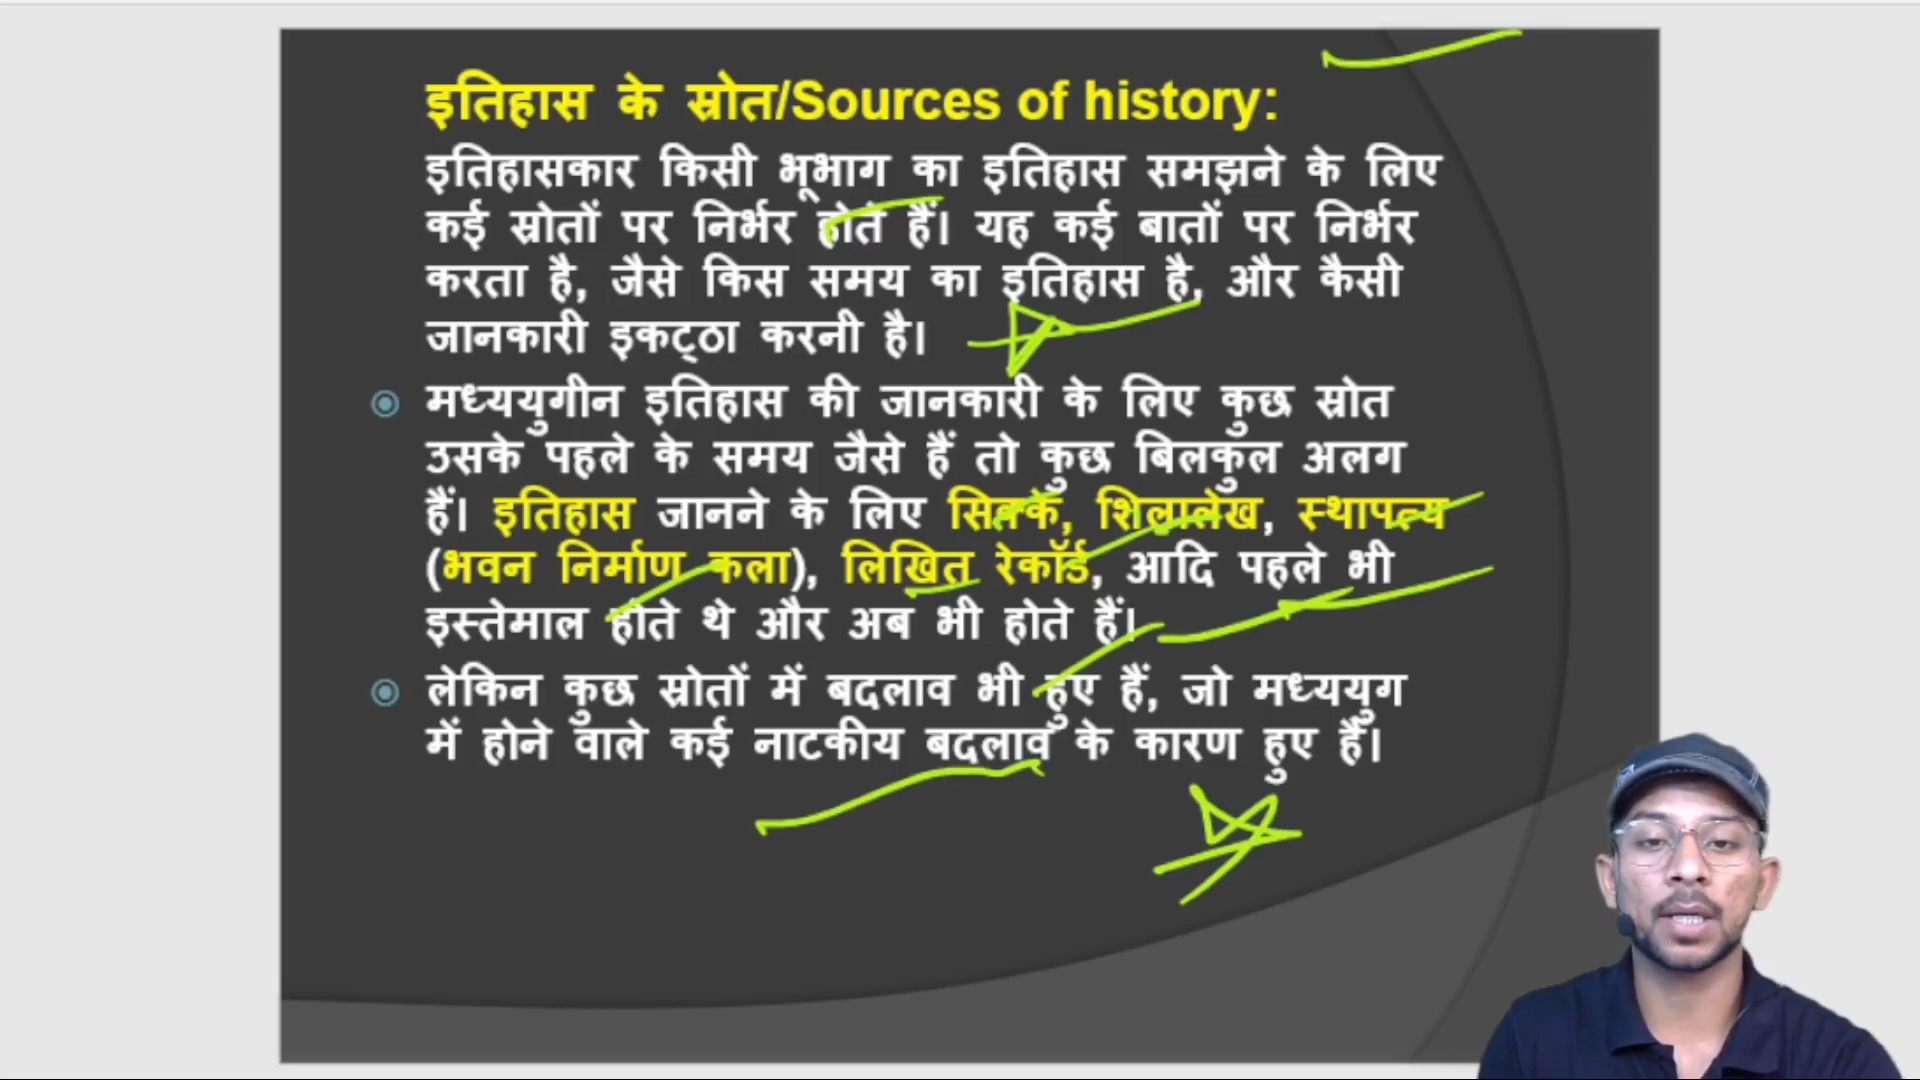 इतिहास के स्रोत/Sources of history:
इतिहासकार किसी भूभाग का इतिहास समझने के लिए
कई स्रोतों पर निर्भर होते हैं। यह कई बातों पर निर्भर
करता है, जैसे किस समय का इतिहास है, और कैसी
जानकारी इकट्ठा करनी है।
मध्ययुगीन इतिहास की जानकारी के लिए कुछ स्रोत
उसके पहले के समय जैसे हैं तो कुछ बिलकुल अलग
हैं। इतिहास जानने के लिए सिक्के, शिलालेख, स्थापत्य
(भवन निर्माण कला), लिखित रेकॉर्ड, आदि पहले भी
इस्तेमाल होते थे और अब भी होते हैं।
लेकिन कुछ स्रोतों में बदलाव भी हुए हैं, जो मध्ययुग
में होने वाले कई नाटकीय बदलाव के कारण हुए हैं।